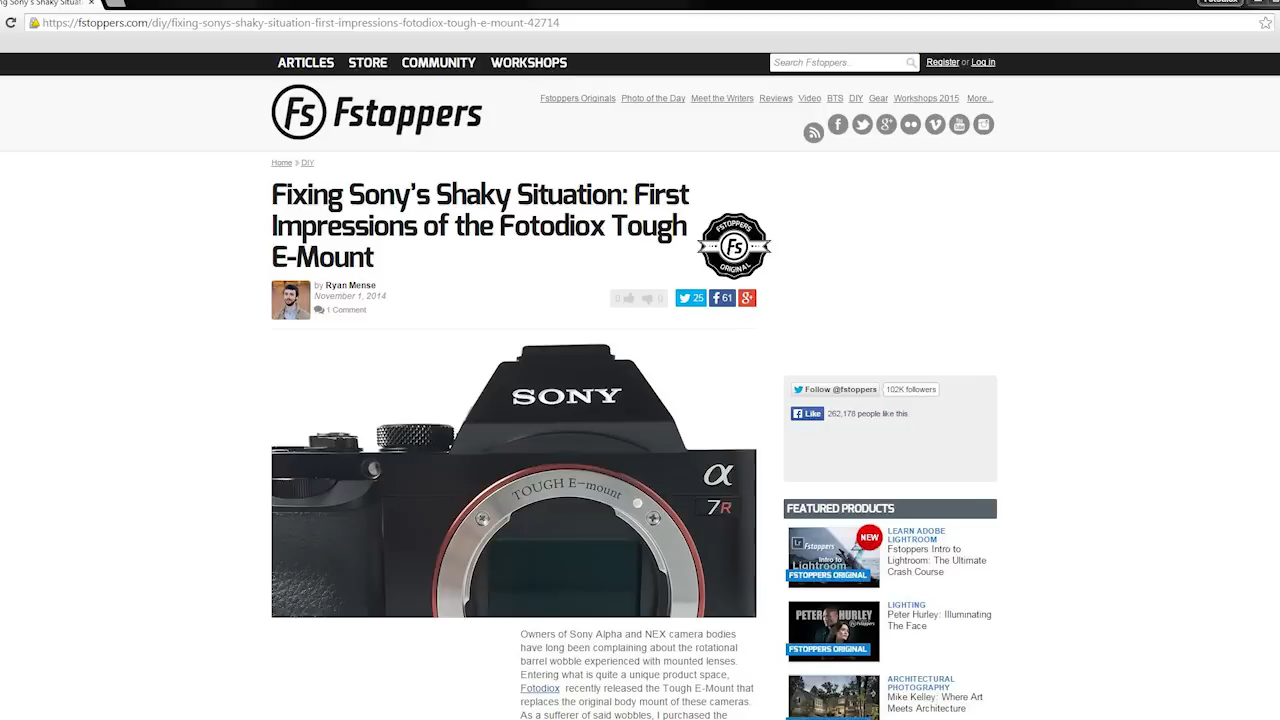 ng Sony's Shaky Situati
https://fstoppers.com/diy/fixing-sonys-shaky-situation-first-impressions-fotodiox-tough-e-mount-42714
ARTICLES STORE COMMUNITY WORKSHOPS
Search Fstoppers..
Register or Log in
Fs Fstoppers
Fstoppers Originals Photo of the Day Meet the Writers Reviews Video BTS DIY Gear Workshops 2015 More...
Home DIY
Fixing Sony's Shaky Situation: First
Impressions of the Fotodiox Tough
E-Mount
FSTOPPERS
Fs
ORIGINAL
by Ryan Mense
November 1, 2014
1 Comment
0 0 25 61
SONY
α
7R
TOUGH E-mount
Owners of Sony Alpha and NEX camera bodies
have long been complaining about the rotational
barrel wobble experienced with mounted lenses.
Entering what is quite a unique product space,
Fotodiox recently released the Tough E-Mount that
replaces the original body mount of these cameras.
As a sufferer of said wobbles, I purchased the
Follow @fstoppers 102K followers
Like 262,178 people like this
FEATURED PRODUCTS
Lr Fstoppers
Intro to
Lightroom
FSTOPPERS ORIGINAL
NEW
LEARN ADOBE
LIGHTROOM
Fstoppers Intro to
Lightroom: The Ultimate
Crash Course
PETER HURLEY
Fstoppers
FSTOPPERS ORIGINAL
LIGHTING
Peter Hurley: Illuminating
The Face
ARCHITECTURAL
PHOTOGRAPHY
Mike Kelley: Where Art
Meets Architecture